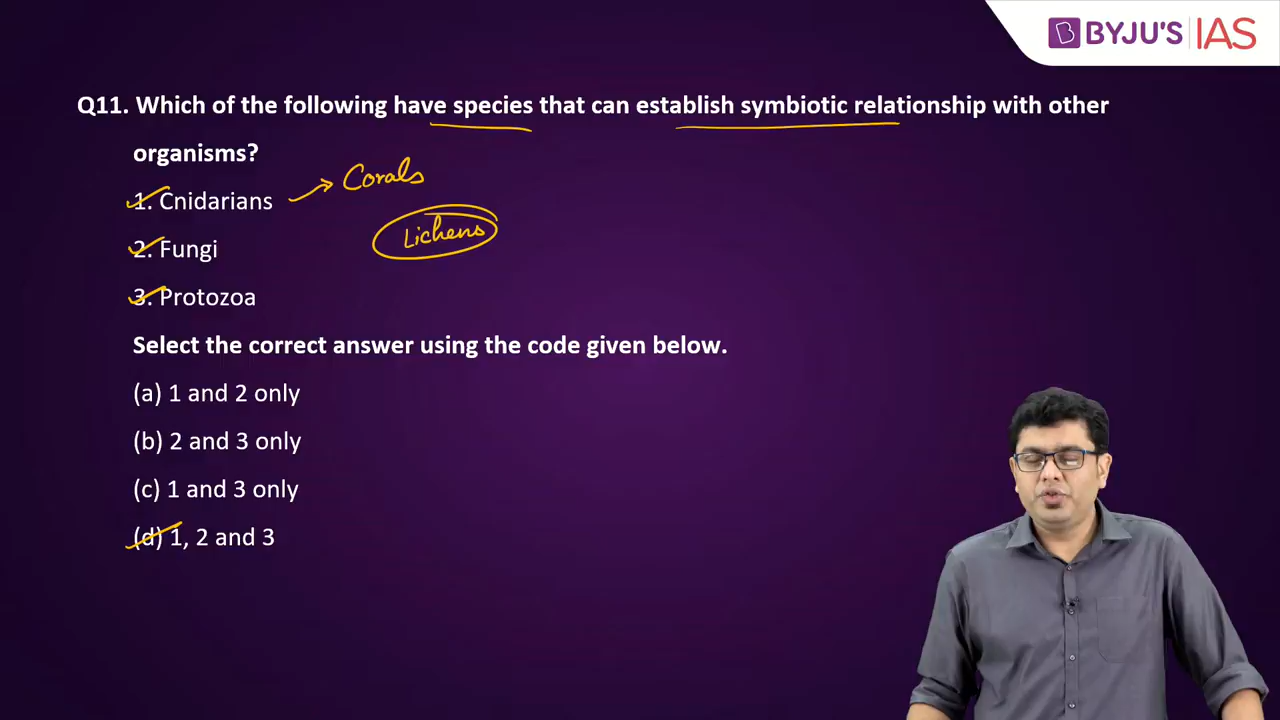 BYJU'S IAS
Q11. Which of the following have species that can establish symbiotic relationship with other
organisms?
1. Cnidarians → Corals
2. Fungi Lichens
3. Protozoa
Select the correct answer using the code given below.
(a) 1 and 2 only
(b) 2 and 3 only
(c) 1 and 3 only
(d) 1, 2 and 3